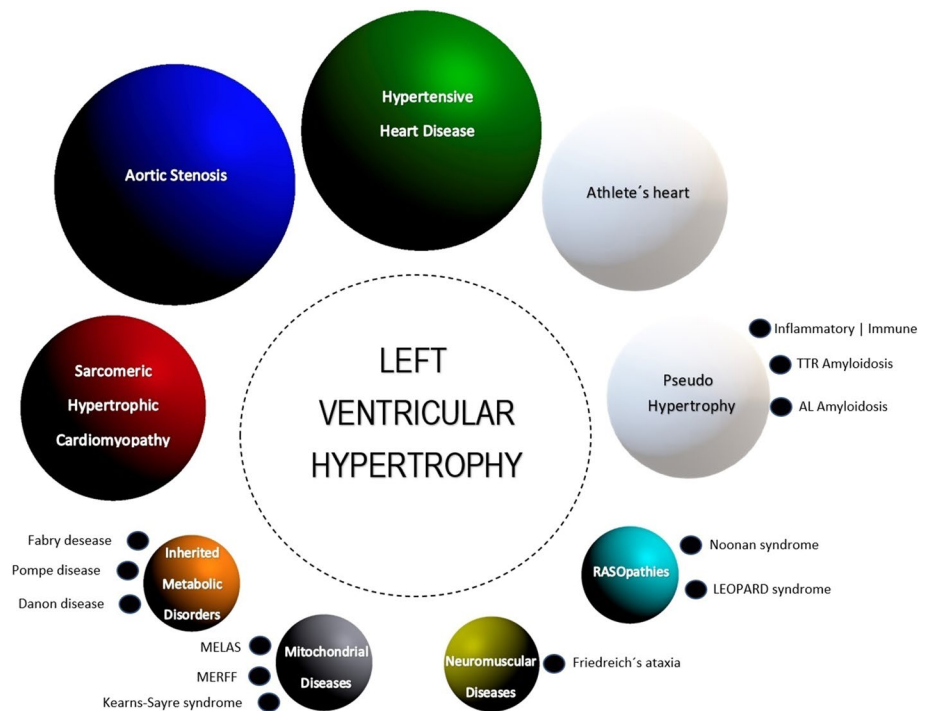 Hypertensive
Heart Disease
Aortic Stenosis
Athlete´s heart
LEFT
VENTRICULAR
HYPERTROPHY
Sarcomeric
Hypertrophic
Cardiomyopathy
Pseudo
Hypertrophy
Inflammatory | Immune
TTR Amyloidosis
AL Amyloidosis
Fabry desease
Pompe disease
Danon disease
Inherited
Metabolic
Disorders
MELAS
MERFF
Kearns-Sayre syndrome
Mitochondrial
Diseases
Neuromuscular
Diseases
Friedreich´s ataxia
RASOpathies
Noonan syndrome
LEOPARD syndrome